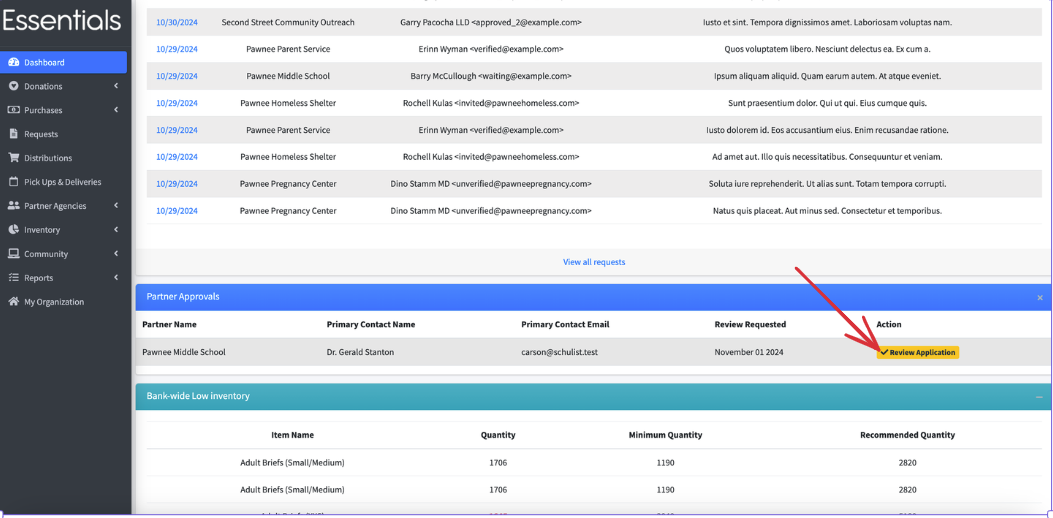 Essentials
Dashboard
Donations
Purchases
Requests
Distributions
Pick Ups & Deliveries
Partner Agencies
Inventory
Community
Reports
My Organization
10/30/2024 Second Street Community Outreach Garry Pacocha LLD <approved_2@example.com> Iusto et sint. Tempora dignissimos amet. Laboriosam voluptas nam.
10/29/2024 Pawnee Parent Service Erinn Wyman <verified@example.com> Quos voluptatem libero. Nesciunt delectus ea. Ex cum a.
10/29/2024 Pawnee Middle School Barry McCullough <waiting@example.com> Ipsum aliquam aliquid. Quam earum autem. At atque eveniet.
10/29/2024 Pawnee Homeless Shelter Rochell Kulas <invited@pawneehomeless.com> Sunt praesentium dolor. Qui ut qui. Eius cumque quis.
10/29/2024 Pawnee Parent Service Erinn Wyman <verified@example.com> Iusto dolorem id. Eos accusantium eius. Enim recusandae ratione.
10/29/2024 Pawnee Homeless Shelter Rochell Kulas <invited@pawneehomeless.com> Ad amet aut. Illo quis necessitatibus. Consequuntur et veniam.
10/29/2024 Pawnee Pregnancy Center Dino Stamm MD <unverified@pawneepregnancy.com> Soluta iure reprehenderit. Ut alias sunt. Totam tempora corrupti.
10/29/2024 Pawnee Pregnancy Center Dino Stamm MD <unverified@pawneepregnancy.com> Natus quis placeat. Aut minus sed. Consectetur et temporibus.
View all requests
Partner Approvals
Partner Name Primary Contact Name Primary Contact Email Review Requested Action
Pawnee Middle School Dr. Gerald Stanton carson@schulist.test November 01 2024 Review Application
Bank-wide Low inventory
Item Name Quantity Minimum Quantity Recommended Quantity
Adult Briefs (Small/Medium) 1706 1190 2820
Adult Briefs (Small/Medium) 1706 1190 2820